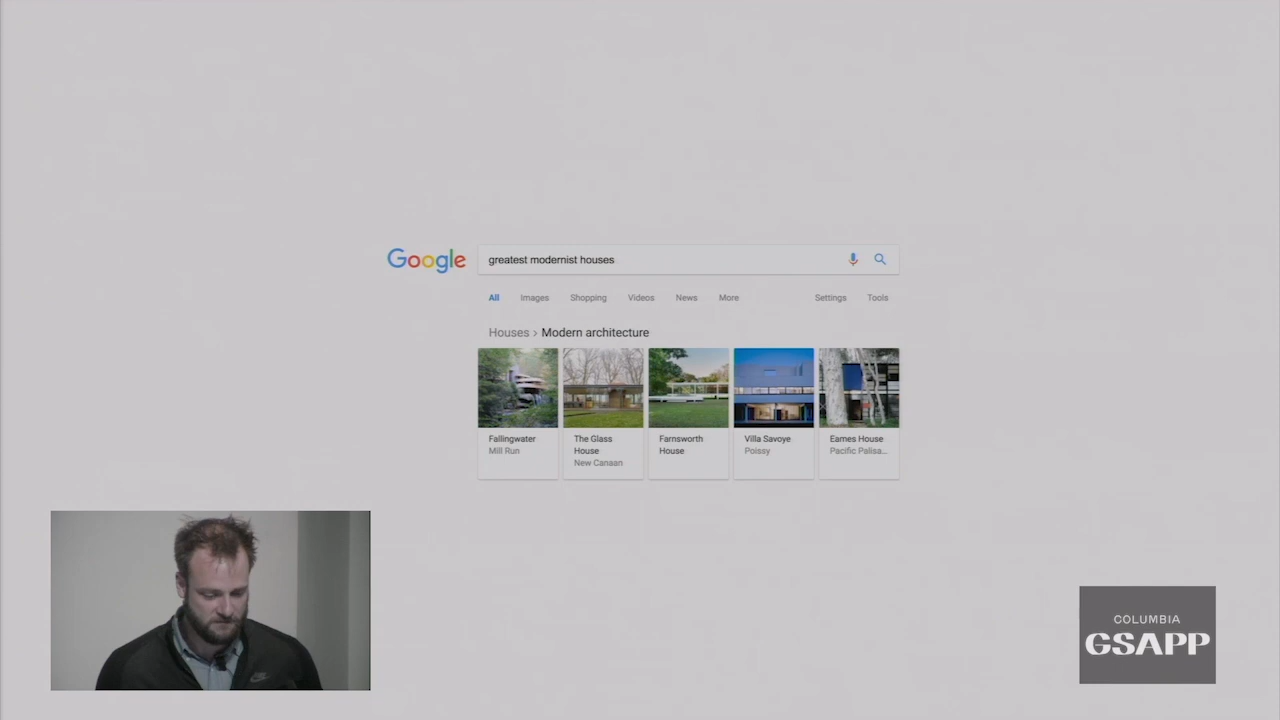 Google
greatest modernist houses
All Images Shopping Videos News More Settings Tools
Houses › Modern architecture
Fallingwater
Mill Run
The Glass
House
New Canaan
Farnsworth
House
Villa Savoye
Poissy
Eames House
Pacific Palisa...
COLUMBIA
GSAPP